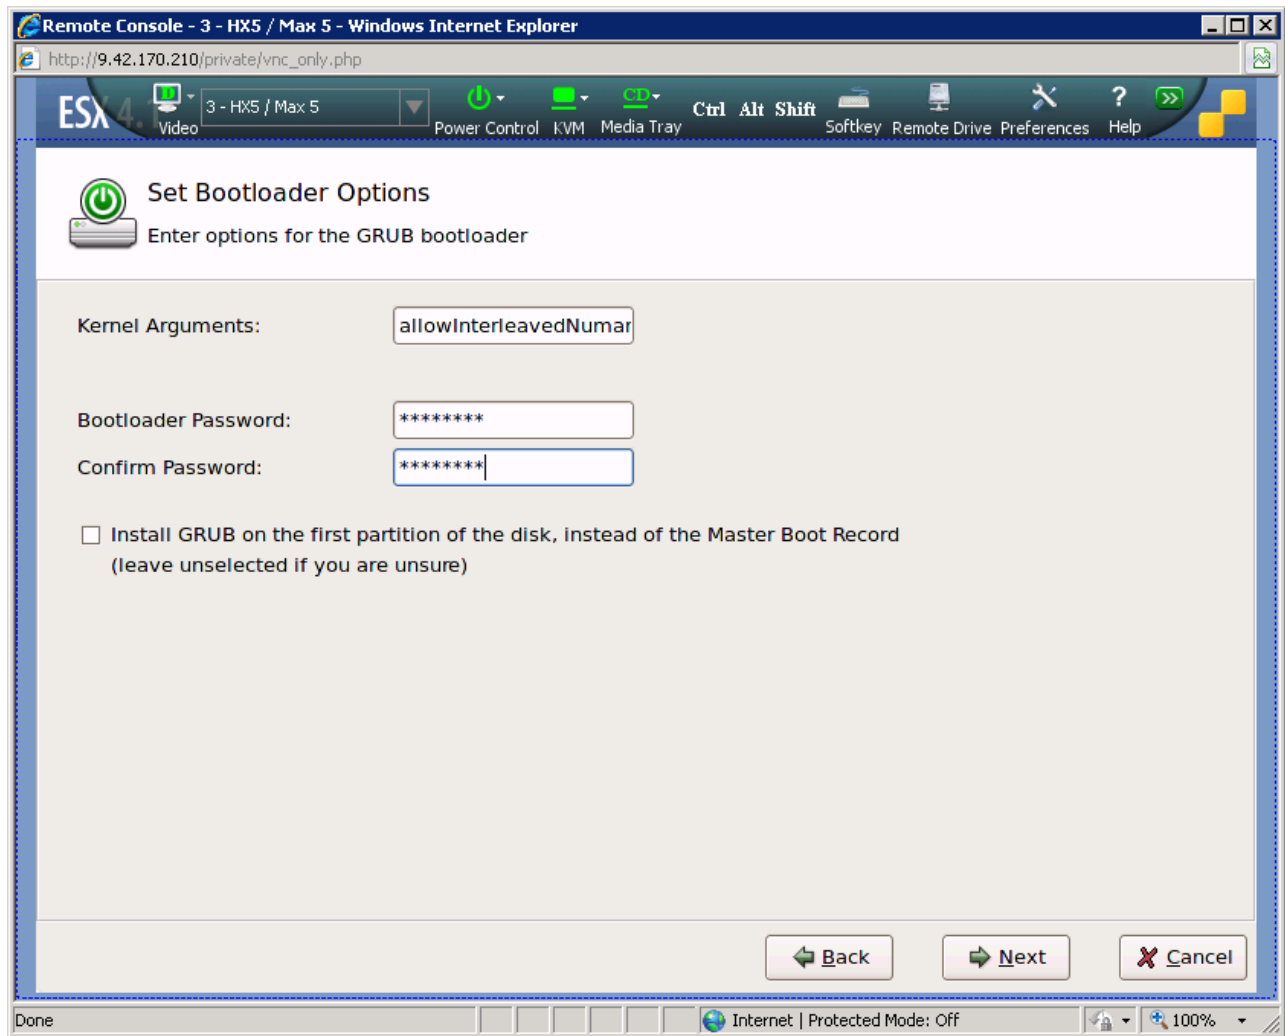 Remote Console - 3 - HX5 / Max 5 - Windows Internet Explorer
http://9.42.170.210/private/vnc_only.php
ESX 4.
Video
3 - HX5 / Max 5
Power Control
KVM
CD
Media Tray
Ctrl Alt Shift
Softkey
Remote Drive
Preferences
?
Help
Set Bootloader Options
Enter options for the GRUB bootloader
Kernel Arguments: allowInterleavedNumar
Bootloader Password: ********
Confirm Password: ********
Install GRUB on the first partition of the disk, instead of the Master Boot Record
(leave unselected if you are unsure)
Back Next Cancel
Done Internet | Protected Mode: Off 100%